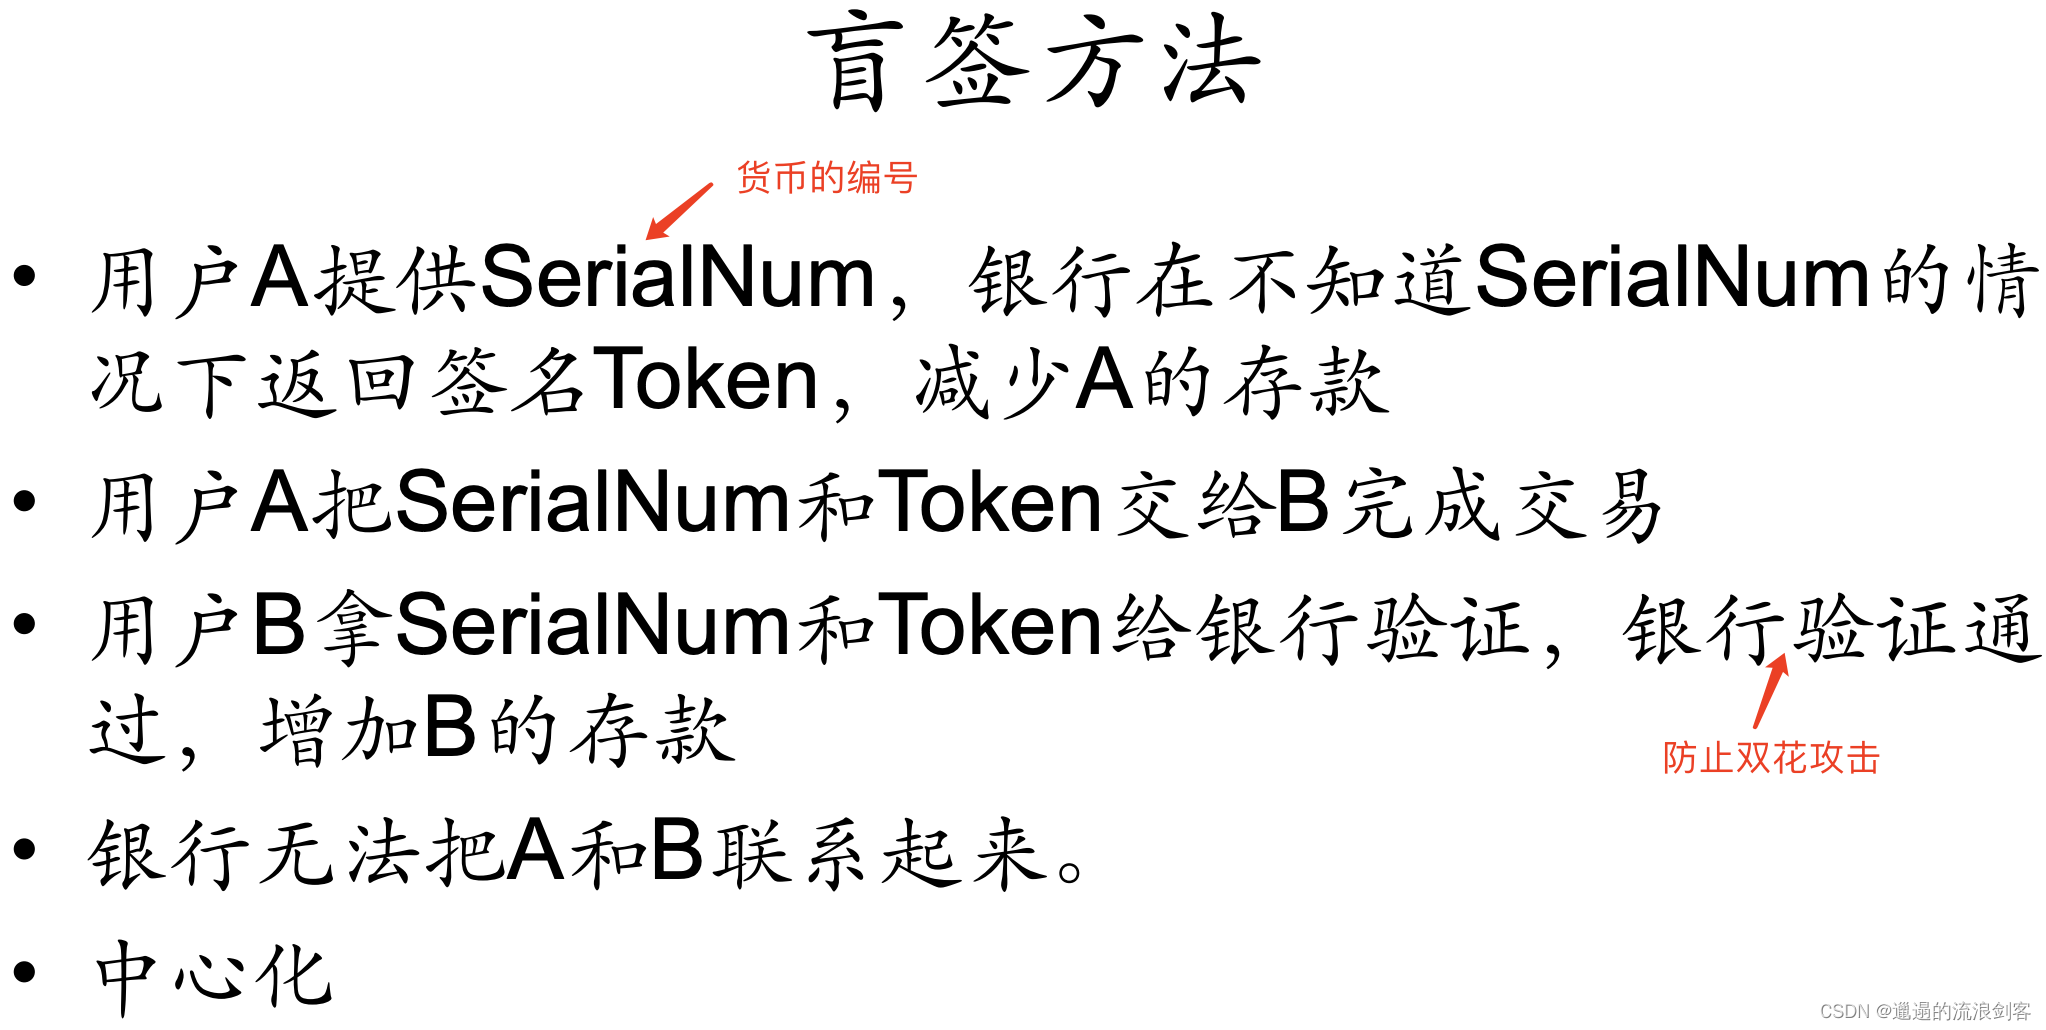 盲签方法
货币的编号
• 用户A提供SerialNum，银行在不知道SerialNum的情
况下返回签名Token，减少A的存款
• 用户A把SerialNum和Token交给B完成交易
• 用户B拿SerialNum和Token给银行验证，银行验证通
过，增加B的存款
防止双花攻击
• 银行无法把A和B联系起来。
• 中心化
CSDN @邋遢的流浪剑客